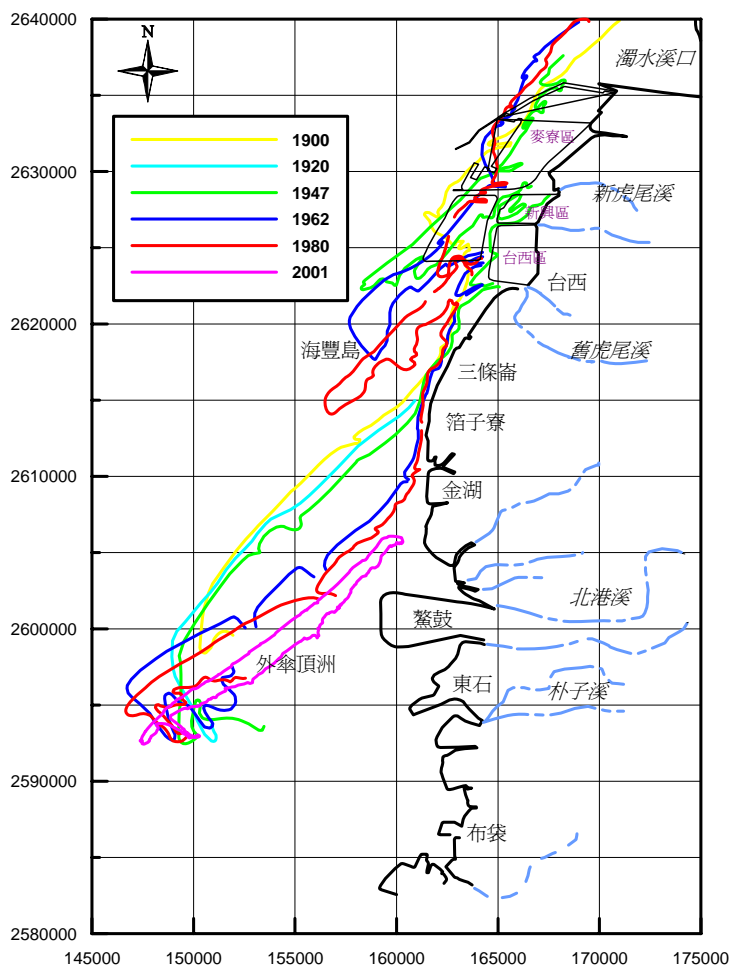 2640000
N
濁水溪口
1900
1920
1947
1962
1980
2001
麥寮區
2630000
新虎尾溪
新興區
台西區
台西
2620000
海豐島
舊虎尾溪
三條崙
箔子寮
2610000
金湖
北港溪
2600000
鰲鼓
外傘頂洲
東石
朴子溪
2590000
布袋
2580000
145000 150000 155000 160000 165000 170000 175000